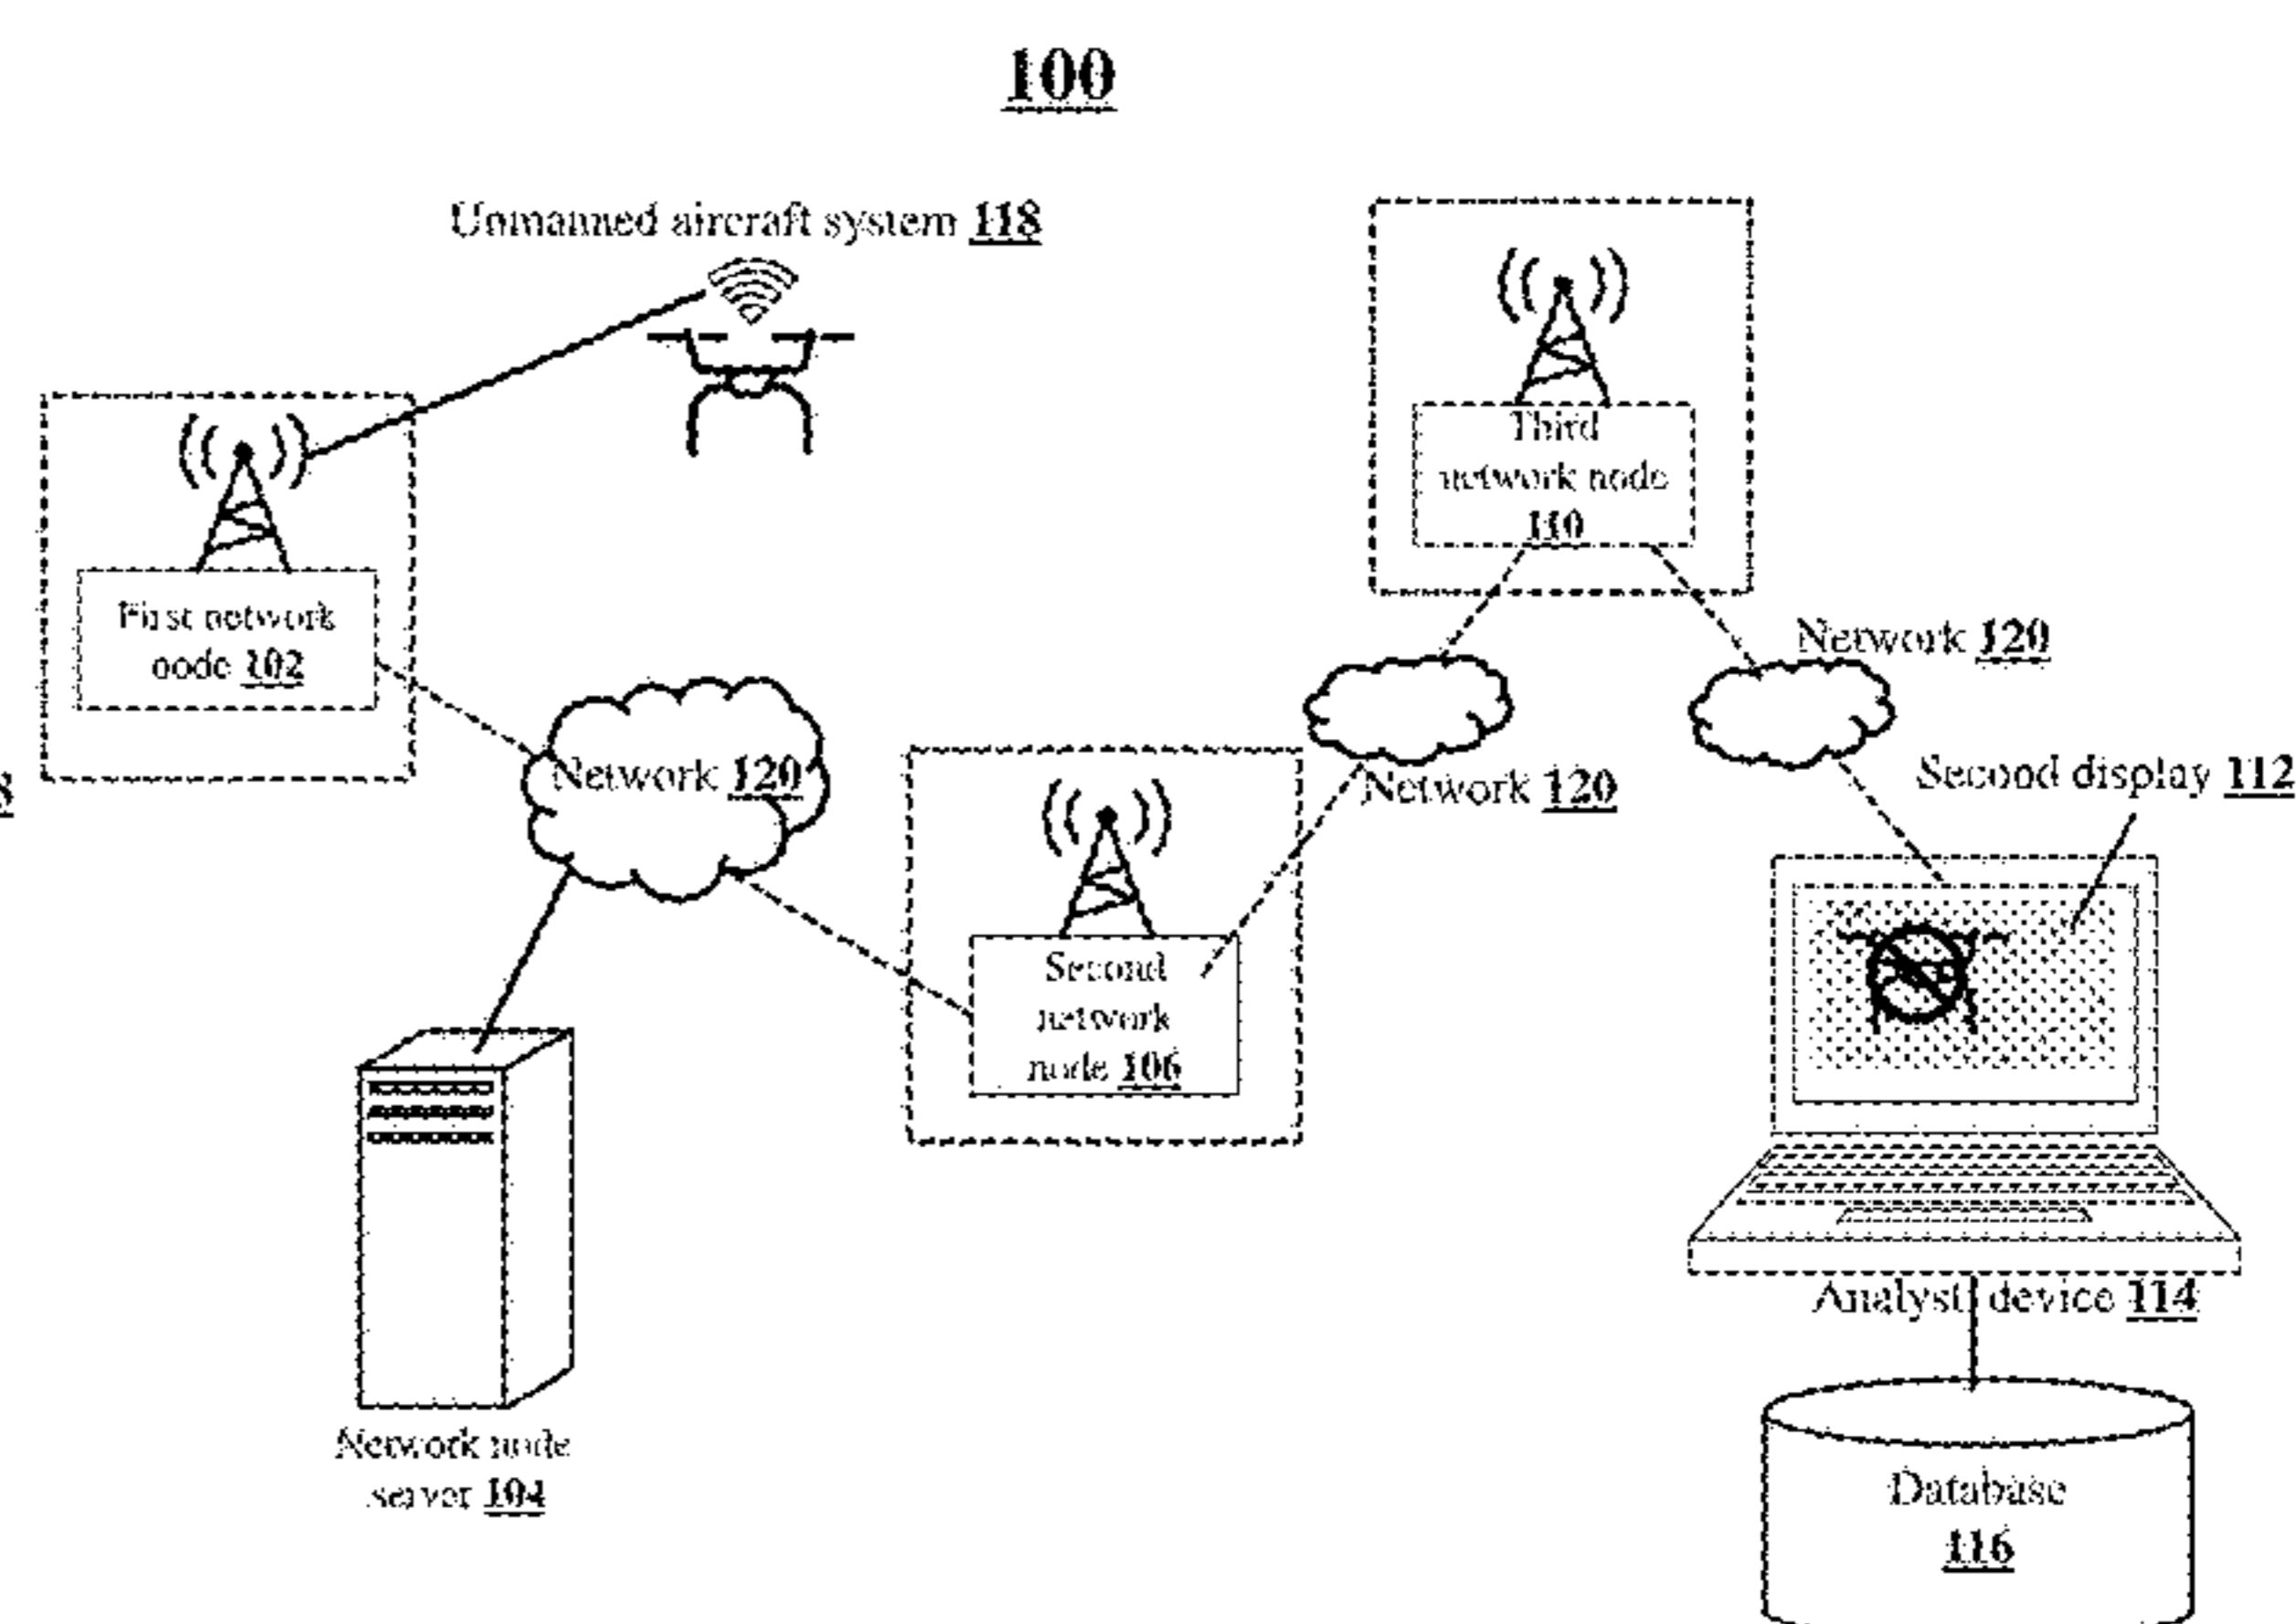 100
Unmanned aircraft system 118
Third
network node
110
First network
node 102
Network 120
Network 120
Network 120
Second display 112
Second
network
node 106
Analyst device 114
Network node
server 104
Database
116